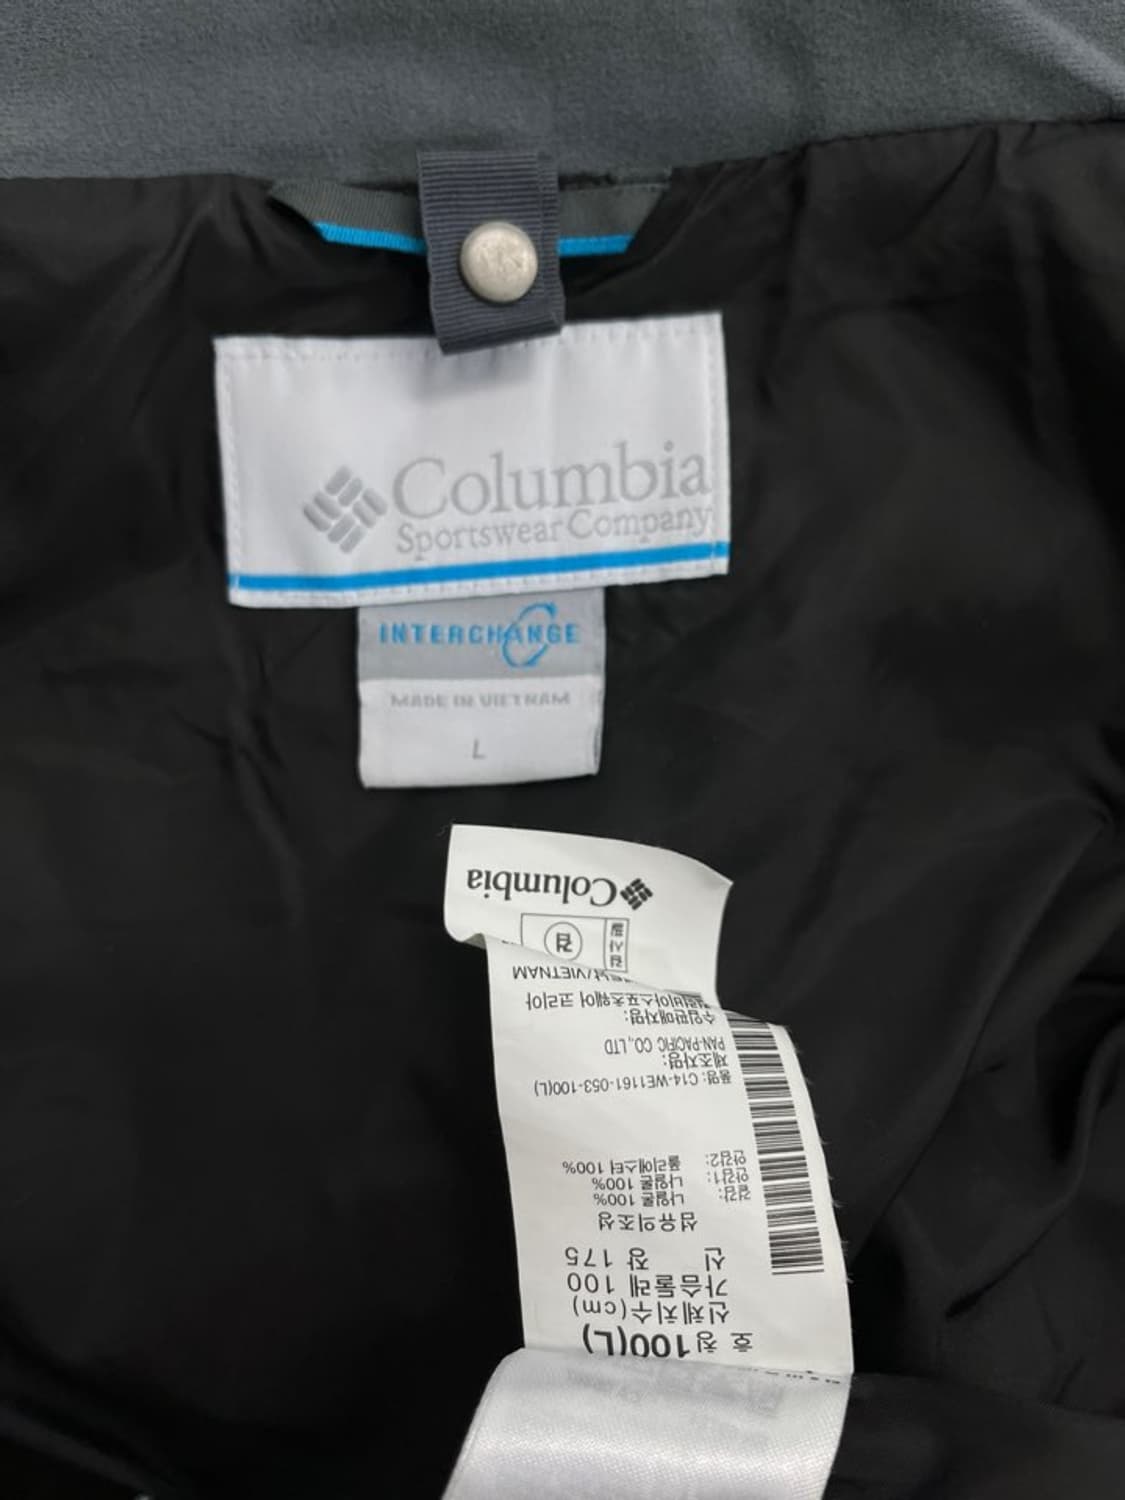 Columbia
Sportswear Company
INTERCHANGE
MADE IN VIETNAM
L
호 칭 100(L)
신체치수(cm)
가슴둘레 100
신 장 175
섬유의조성
겉감: 나일론 100%
안감1: 나일론 100%
안감2: 폴리에스터 100%
품명: C14-WE1161-053-100(L)
제조자명:
PAN-PACIFIC CO.,LTD
수입판매자명:
컬럼비아스포츠웨어 코리아
/VIETNAM
검사필
검
Columbia